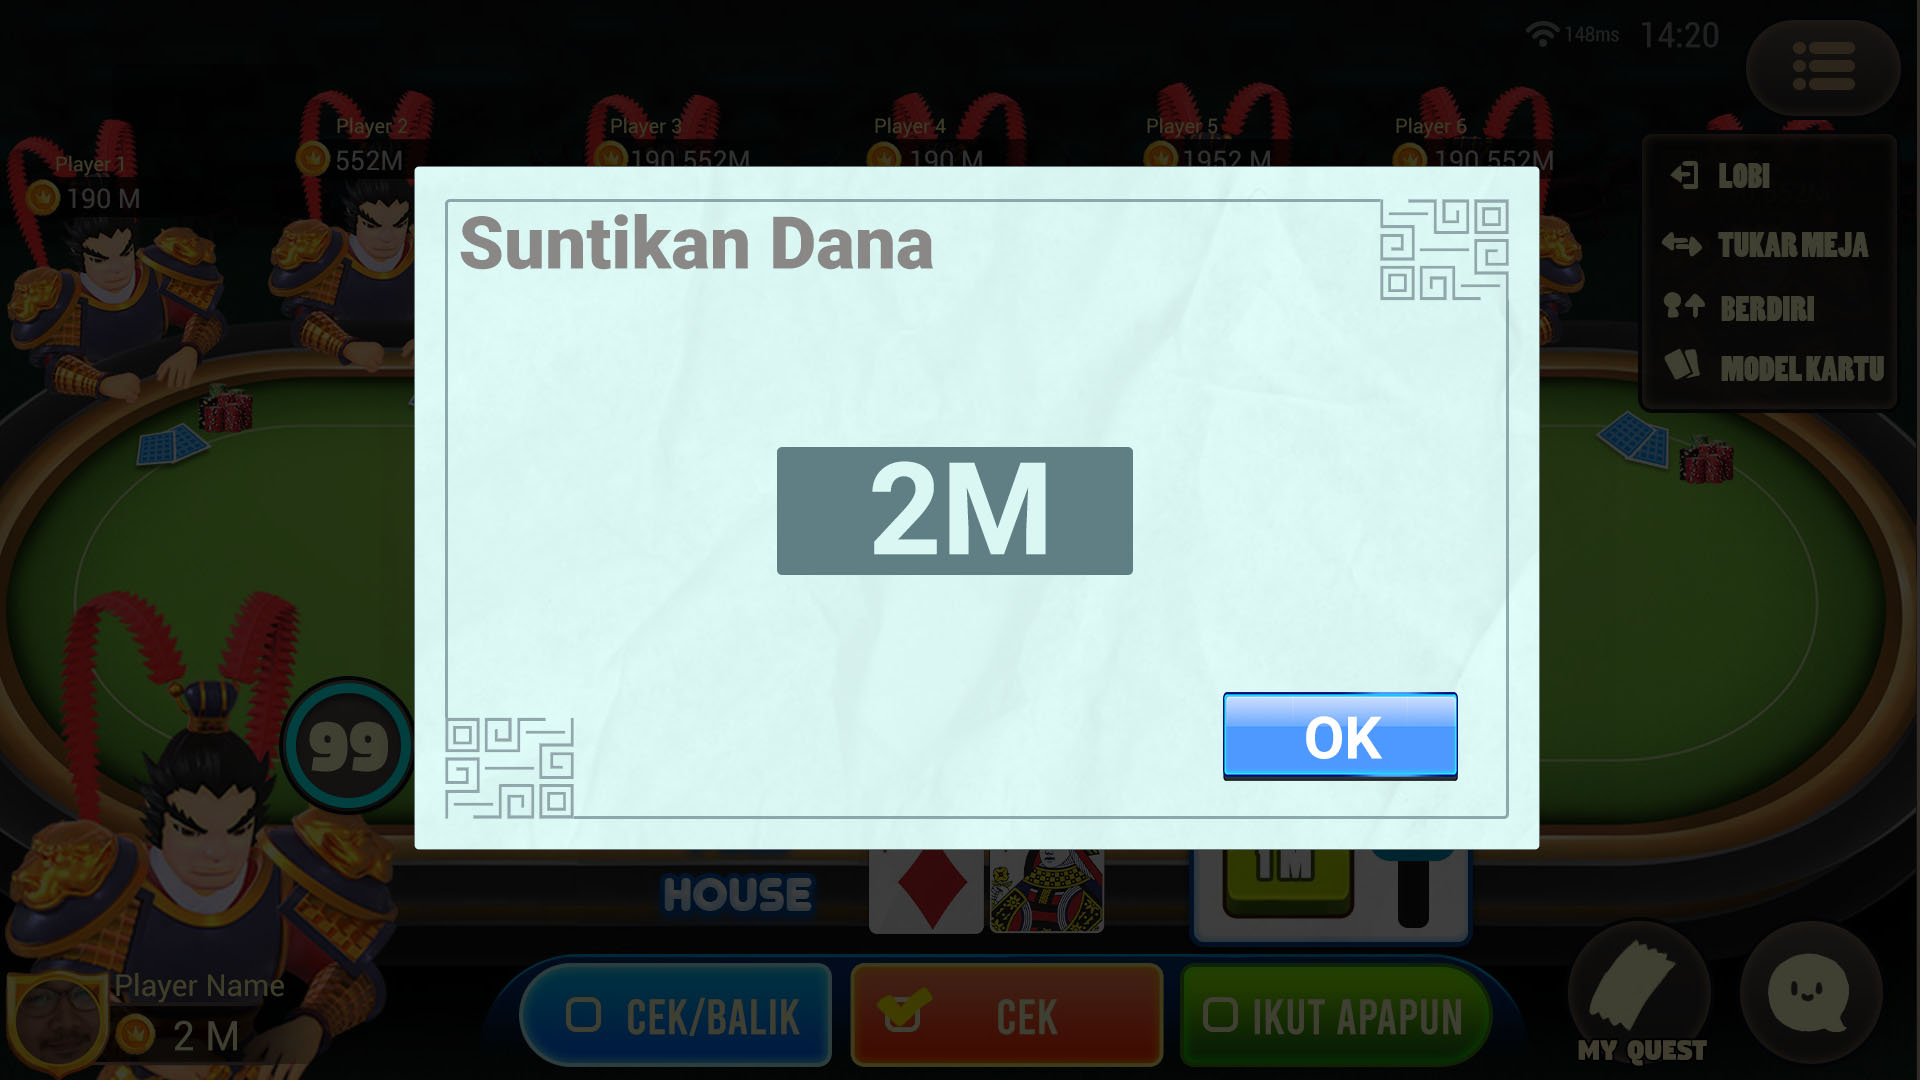 148ms 14:20
Player 1
190 M
Player 2
552M
Player 3
190.552M
Player 4
190 M
Player 5
1952 M
Player 6
190.552M
LOBI
TUKAR MEJA
BERDIRI
MODEL KARTU
Suntikan Dana
2M
OK
99
HOUSE
1M
Player Name
2 M
CEK/BALIK
CEK
IKUT APAPUN
MY QUEST